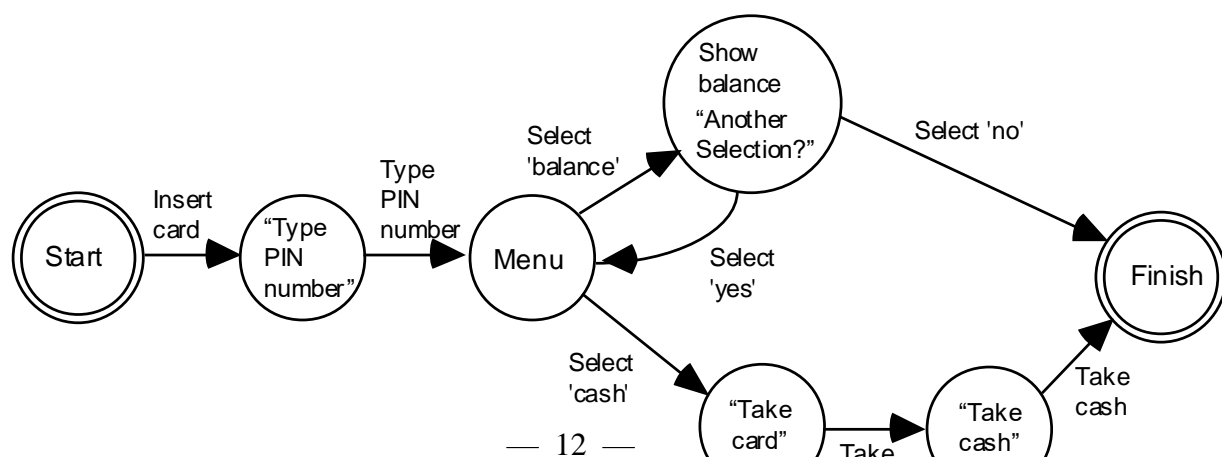 Show
balance
“Another
Selection?”
Select 'no'
Select
'balance'
Type
PIN
number
Insert
card
Start
“Type
PIN
number”
Menu
Select
'yes'
Finish
Select
'cash'
“Take
card”
Take
“Take
cash”
Take
cash
— 12 —